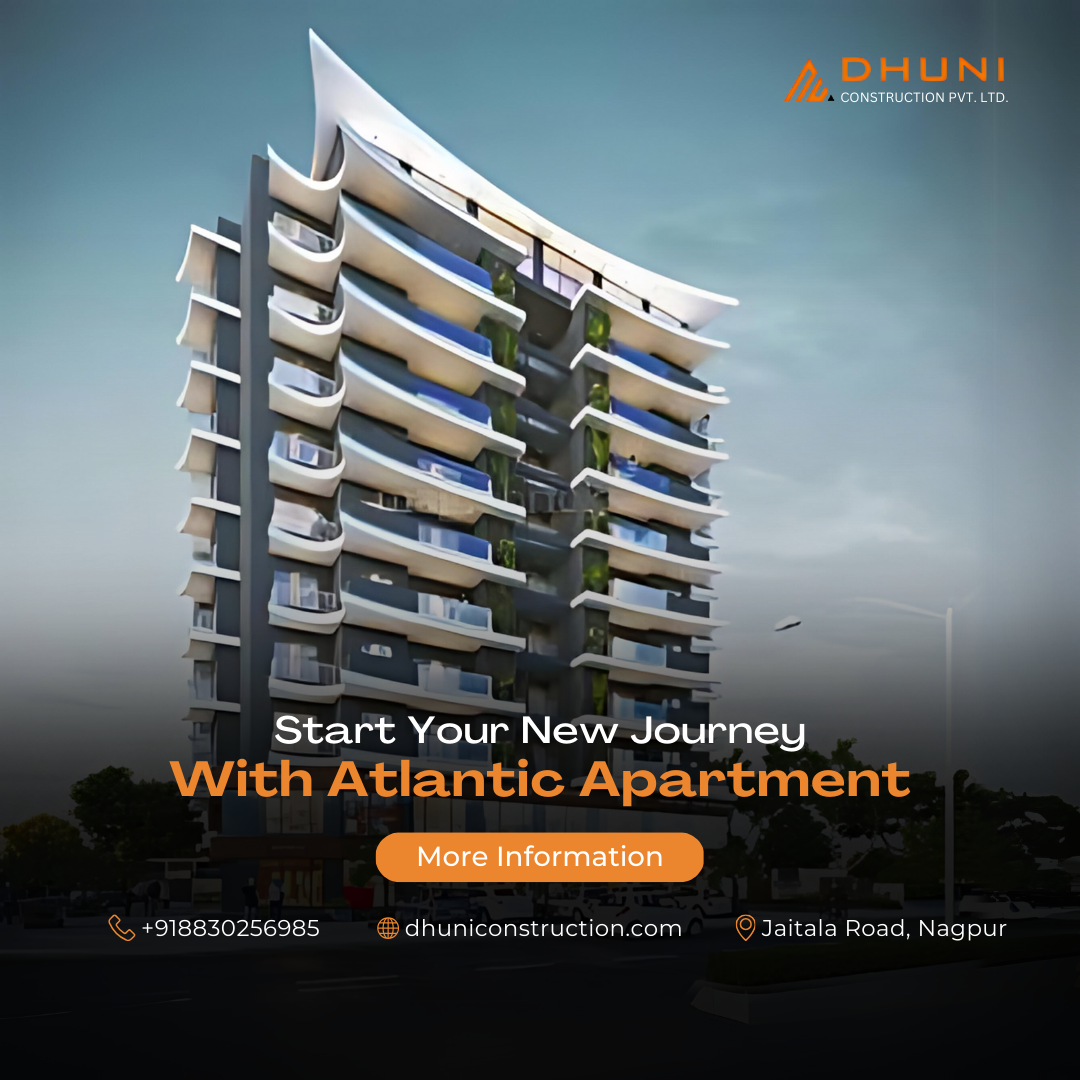 DHUNI
CONSTRUCTION PVT. LTD.
Start Your New Journey
With Atlantic Apartment
More Information
+918830256985 dhuniconstruction.com Jaitala Road, Nagpur